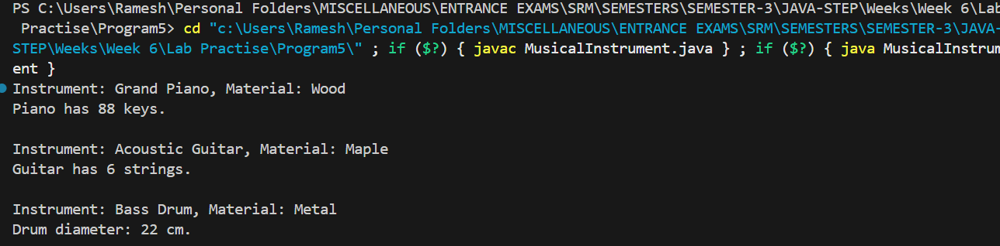 PS C:\Users\Ramesh\Personal Folders\MISCELLANEOUS\ENTRANCE EXAMS\SRM\SEMESTERS\SEMESTER-3\JAVA-STEP\Weeks\Week 6\Lab
 Practise\Program5> cd "c:\Users\Ramesh\Personal Folders\MISCELLANEOUS\ENTRANCE EXAMS\SRM\SEMESTERS\SEMESTER-3\JAVA-
STEP\Weeks\Week 6\Lab Practise\Program5\" ; if ($?) { javac MusicalInstrument.java } ; if ($?) { java MusicalInstrum
ent }
Instrument: Grand Piano, Material: Wood
Piano has 88 keys.

Instrument: Acoustic Guitar, Material: Maple
Guitar has 6 strings.

Instrument: Bass Drum, Material: Metal
Drum diameter: 22 cm.